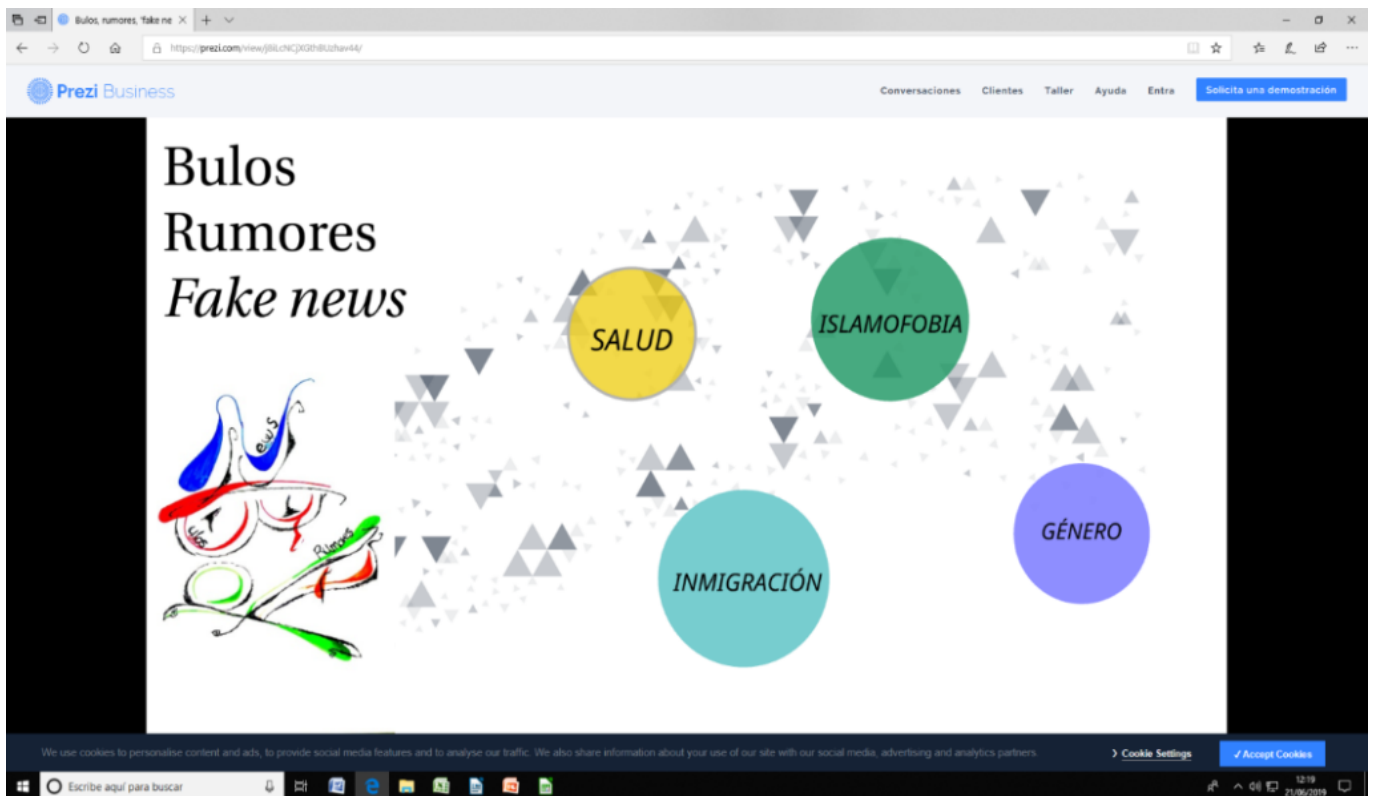 Bulos, rumores, 'fake ne
https://prezi.com/view/
Prezi Business
Conversaciones Clientes Taller Ayuda Entra Solicita una demostración
Bulos
Rumores
Fake news
SALUD
ISLAMOFOBIA
INMIGRACIÓN
GÉNERO
ews
ulos
Rumors
We use cookies to personalise content and ads, to provide social media features and to analyse our traffic. We also share information about your use of our site with our social media, advertising and analytics partners.
Cookie Settings
✓Accept Cookies
Escribe aquí para buscar
12:19
21/06/2019